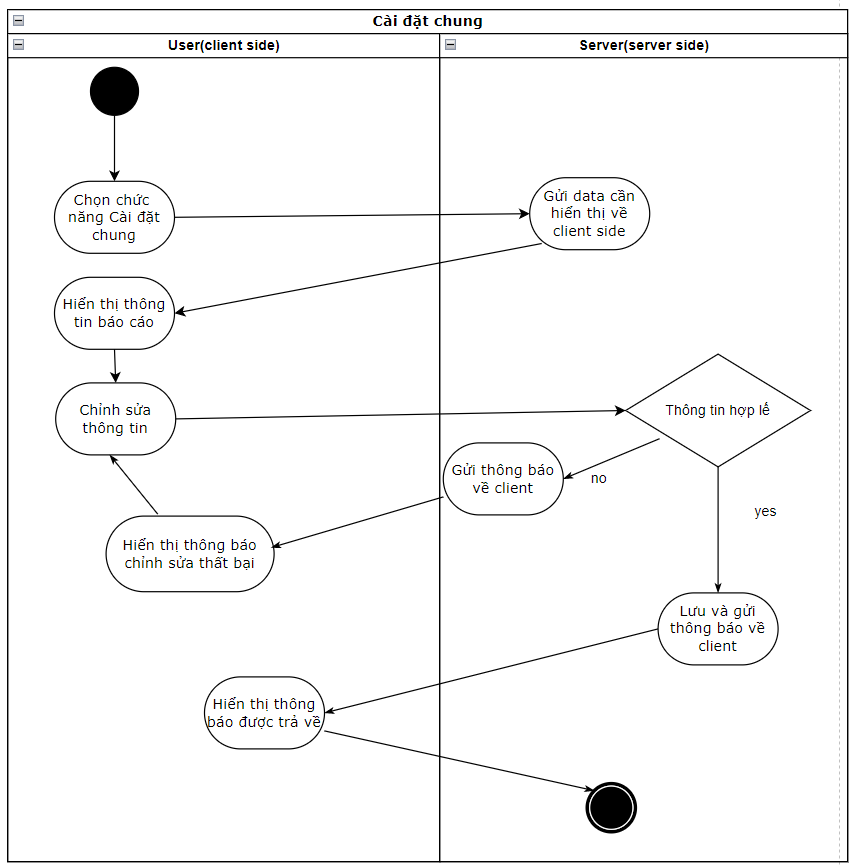 Cài đặt chung
User(client side)
Server(server side)
Chọn chức
năng Cài đặt
chung
Gửi data cần
hiển thị về
client side
Hiển thị thông
tin báo cáo
Chỉnh sửa
thông tin
Thông tin hợp lế
Gửi thông báo
về client
no
yes
Hiển thị thông báo
chỉnh sửa thất bại
Lưu và gửi
thông báo về
client
Hiển thị thông
báo được trả về